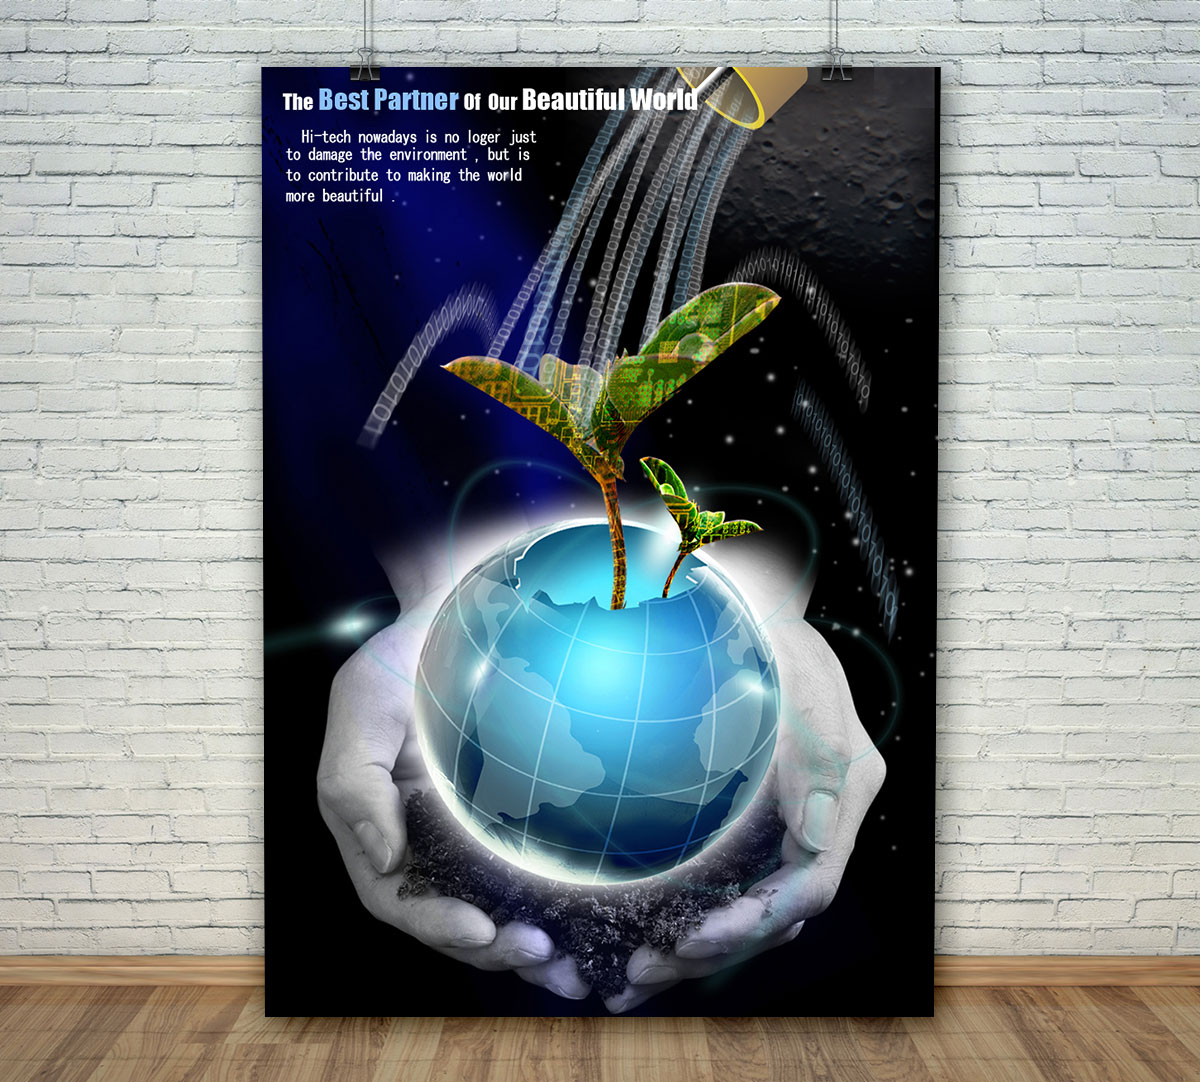 The Best Partner Of Our Beautiful World
Hi-tech nowadays is no loger just
to damage the environment , but is
to contribute to making the world
more beautiful .